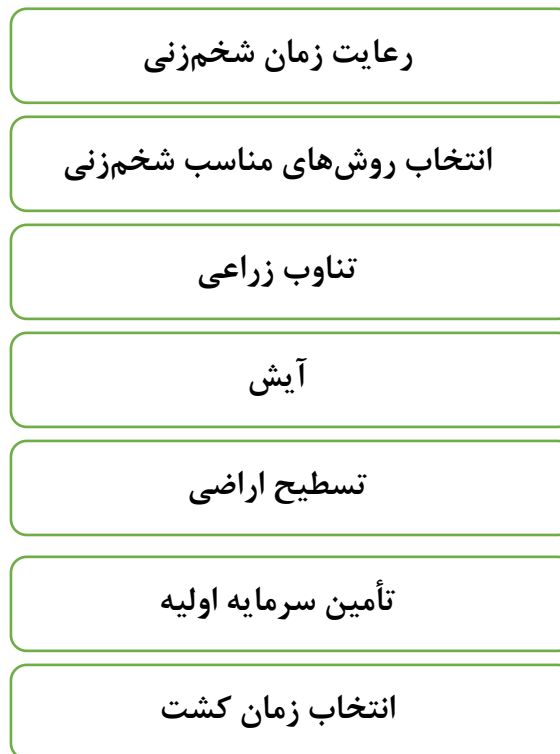 رعایت زمان شخم‌زنی
انتخاب روش‌های مناسب شخم‌زنی
تناوب زراعی
آیش
تسطیح اراضی
تأمین سرمایه اولیه
انتخاب زمان کشت